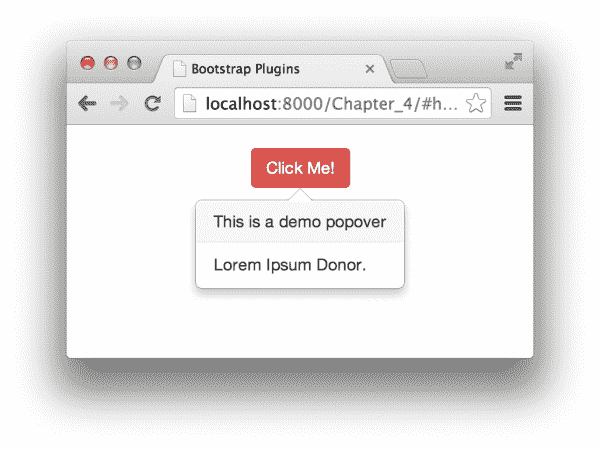 Bootstrap Plugins
localhost:8000/Chapter_4/#h...
Click Me!
This is a demo popover
Lorem Ipsum Donor.